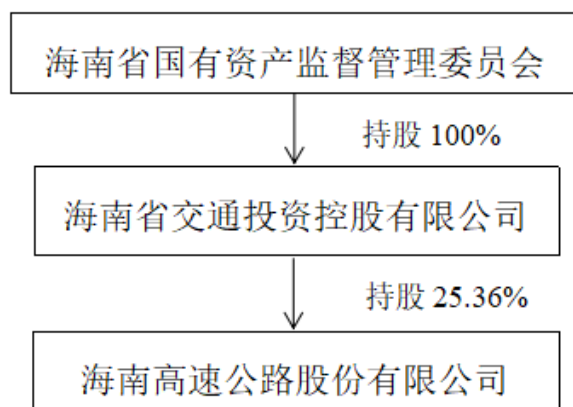 海南省国有资产监督管理委员会
持股 100%
海南省交通投资控股有限公司
持股 25.36%
海南高速公路股份有限公司